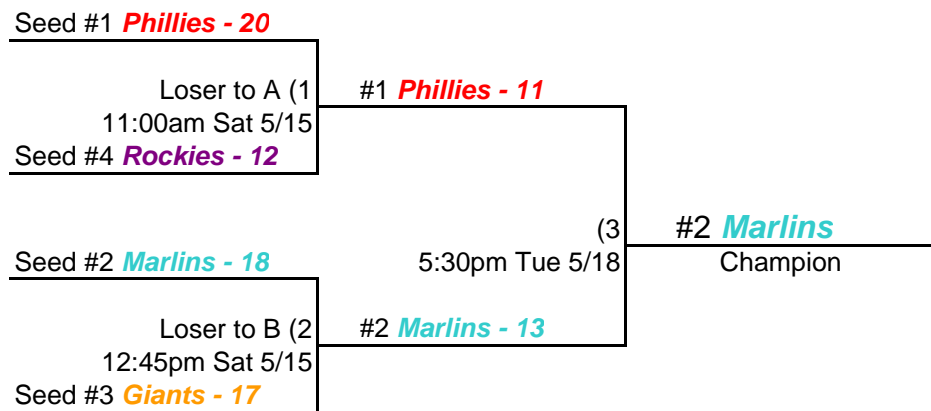 Seed #1 Phillies - 20
Loser to A (1
11:00am Sat 5/15
Seed #4 Rockies - 12
#1 Phillies - 11
Seed #2 Marlins - 18
Loser to B (2
12:45pm Sat 5/15
Seed #3 Giants - 17
#2 Marlins - 13
(3
5:30pm Tue 5/18
#2 Marlins
Champion